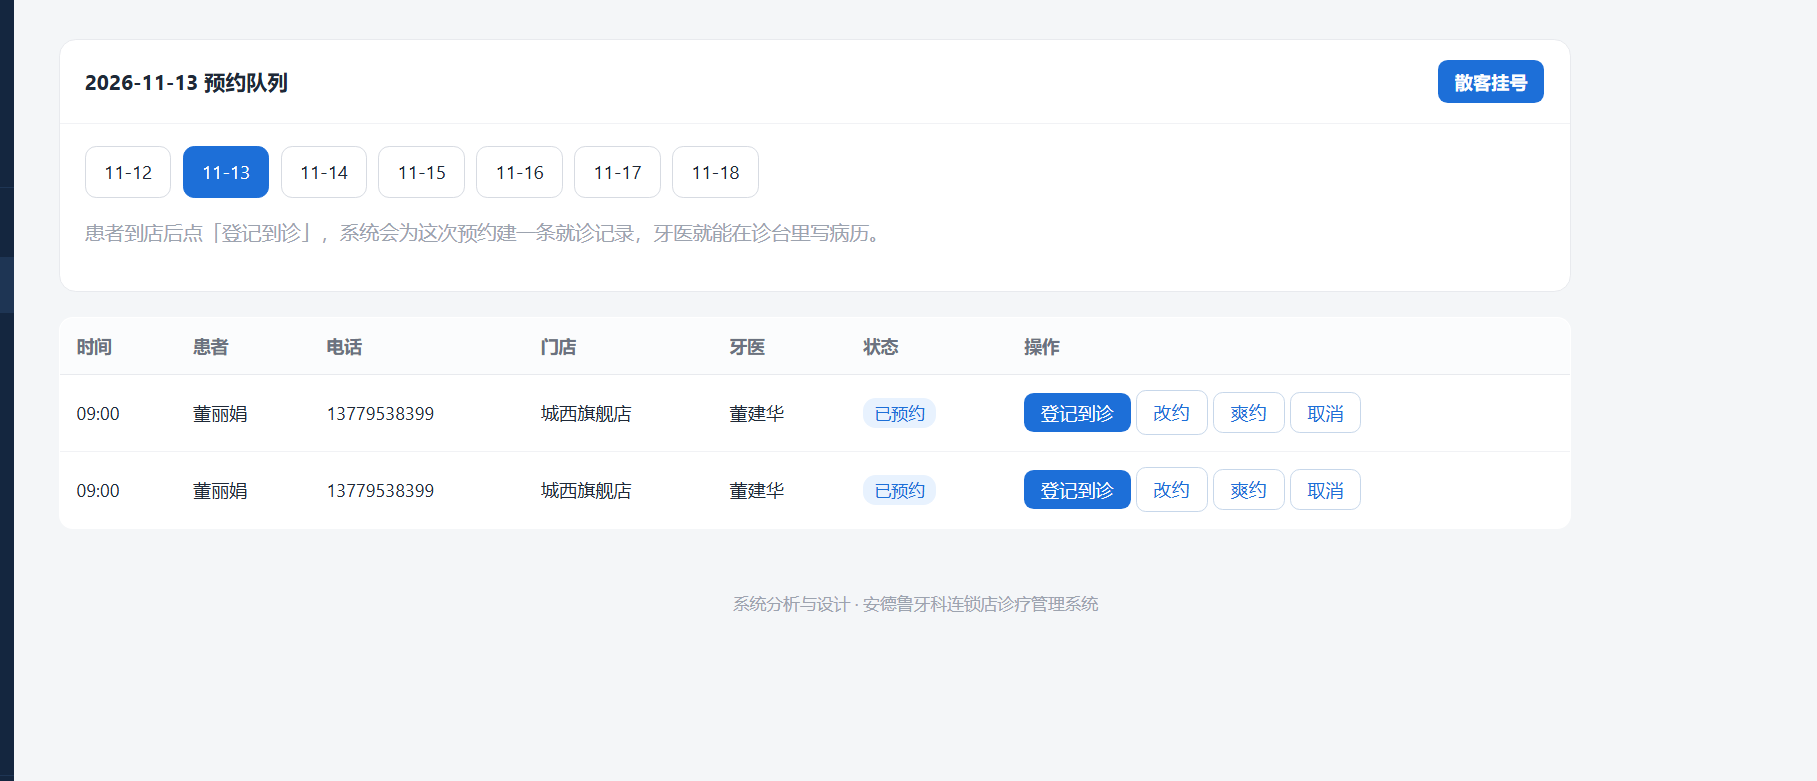 2026-11-13 预约队列
散客挂号
11-12 11-13 11-14 11-15 11-16 11-17 11-18
患者到店后点「登记到诊」，系统会为这次预约建一条就诊记录，牙医就能在诊台里写病历。
时间 患者 电话 门店 牙医 状态 操作
09:00 董丽娟 13779538399 城西旗舰店 董建华 已预约 登记到诊 改约 爽约 取消
09:00 董丽娟 13779538399 城西旗舰店 董建华 已预约 登记到诊 改约 爽约 取消
系统分析与设计 · 安德鲁牙科连锁店诊疗管理系统